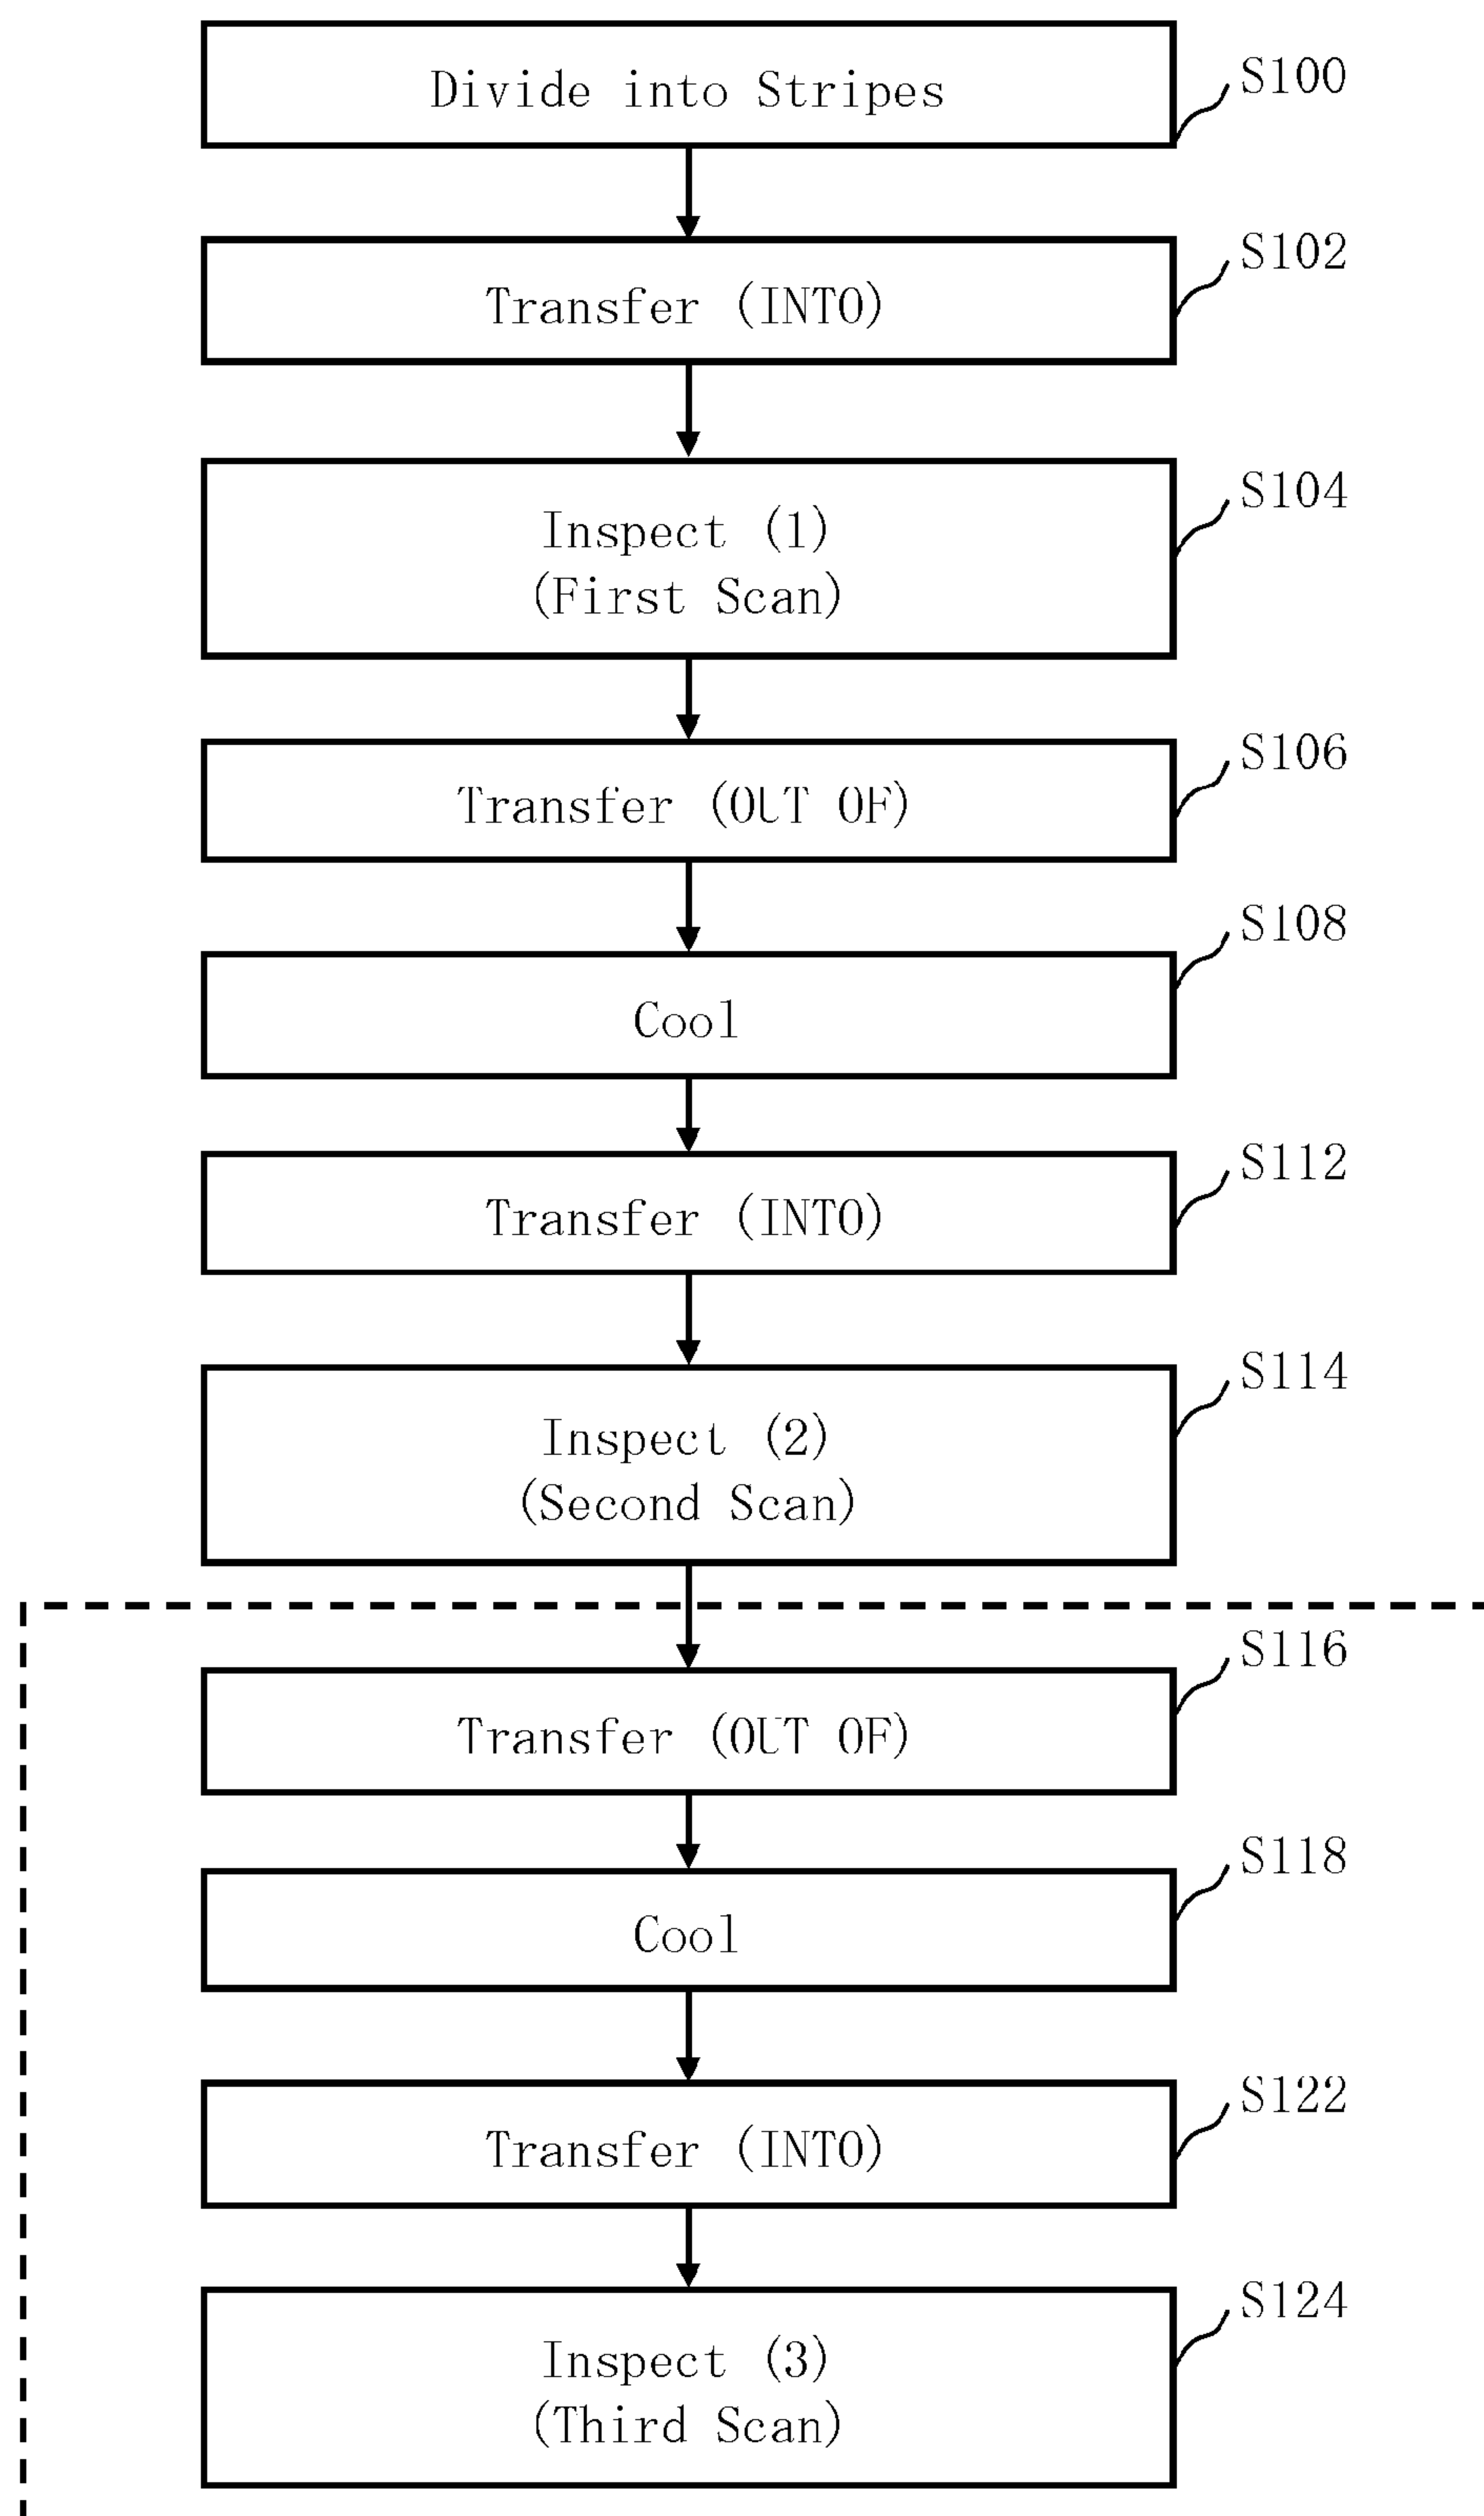 Divide into Stripes
S100
Transfer (INTO)
S102
Inspect (1)
(First Scan)
S104
Transfer (OUT OF)
S106
Cool
S108
Transfer (INTO)
S112
Inspect (2)
(Second Scan)
S114
Transfer (OUT OF)
S116
Cool
S118
Transfer (INTO)
S122
Inspect (3)
(Third Scan)
S124